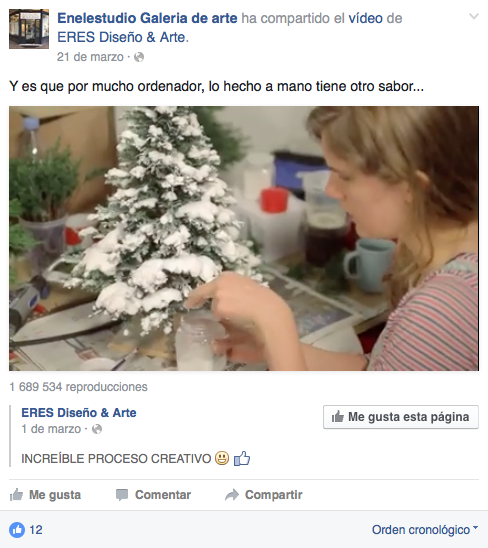 Enelestudio Galeria de arte ha compartido el vídeo de
ERES Diseño & Arte.
21 de marzo ·
Y es que por mucho ordenador, lo hecho a mano tiene otro sabor...
1 689 534 reproducciones
ERES Diseño & Arte
1 de marzo ·
Me gusta esta página
INCREÍBLE PROCESO CREATIVO 😃 👍
Me gusta Comentar Compartir
12 Orden cronológico